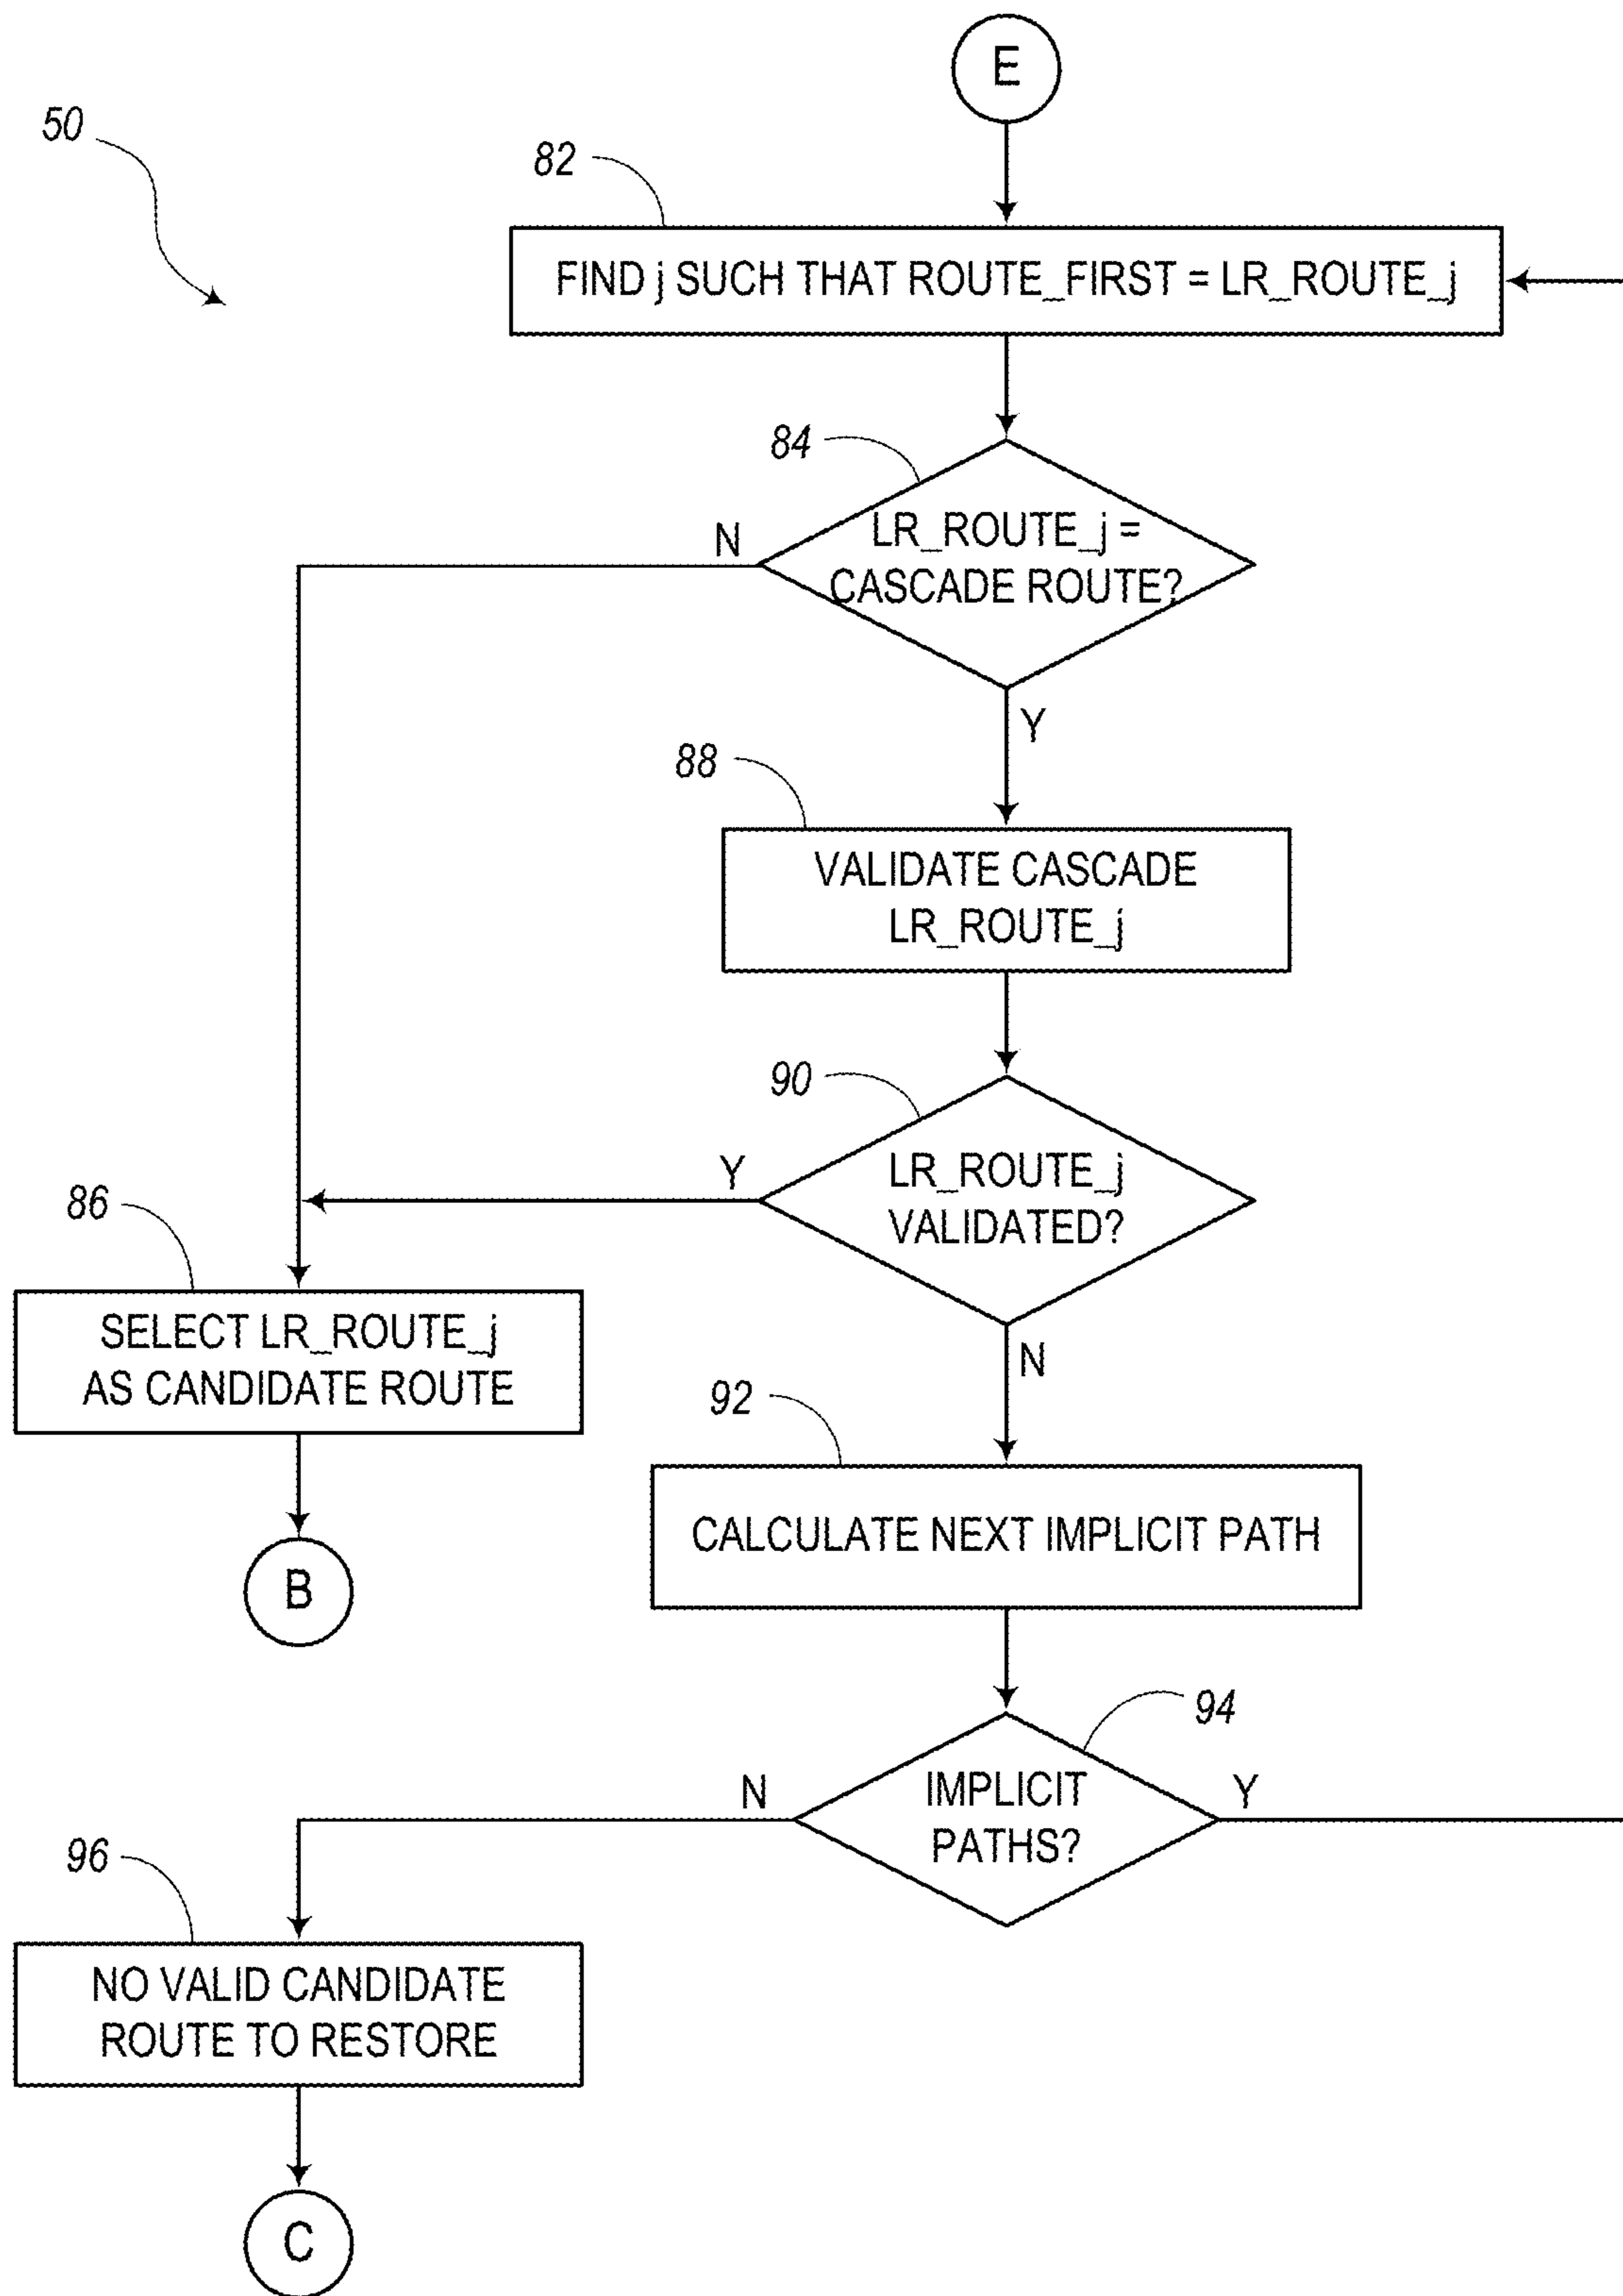 E
50
82
FIND j SUCH THAT ROUTE_FIRST = LR_ROUTE_j
84
N
LR_ROUTE_j =
CASCADE ROUTE?
Y
88
VALIDATE CASCADE
LR_ROUTE_j
90
Y
LR_ROUTE_j
VALIDATED?
86
N
SELECT LR_ROUTE_j
AS CANDIDATE ROUTE
92
CALCULATE NEXT IMPLICIT PATH
B
94
N
IMPLICIT
PATHS?
Y
96
NO VALID CANDIDATE
ROUTE TO RESTORE
C